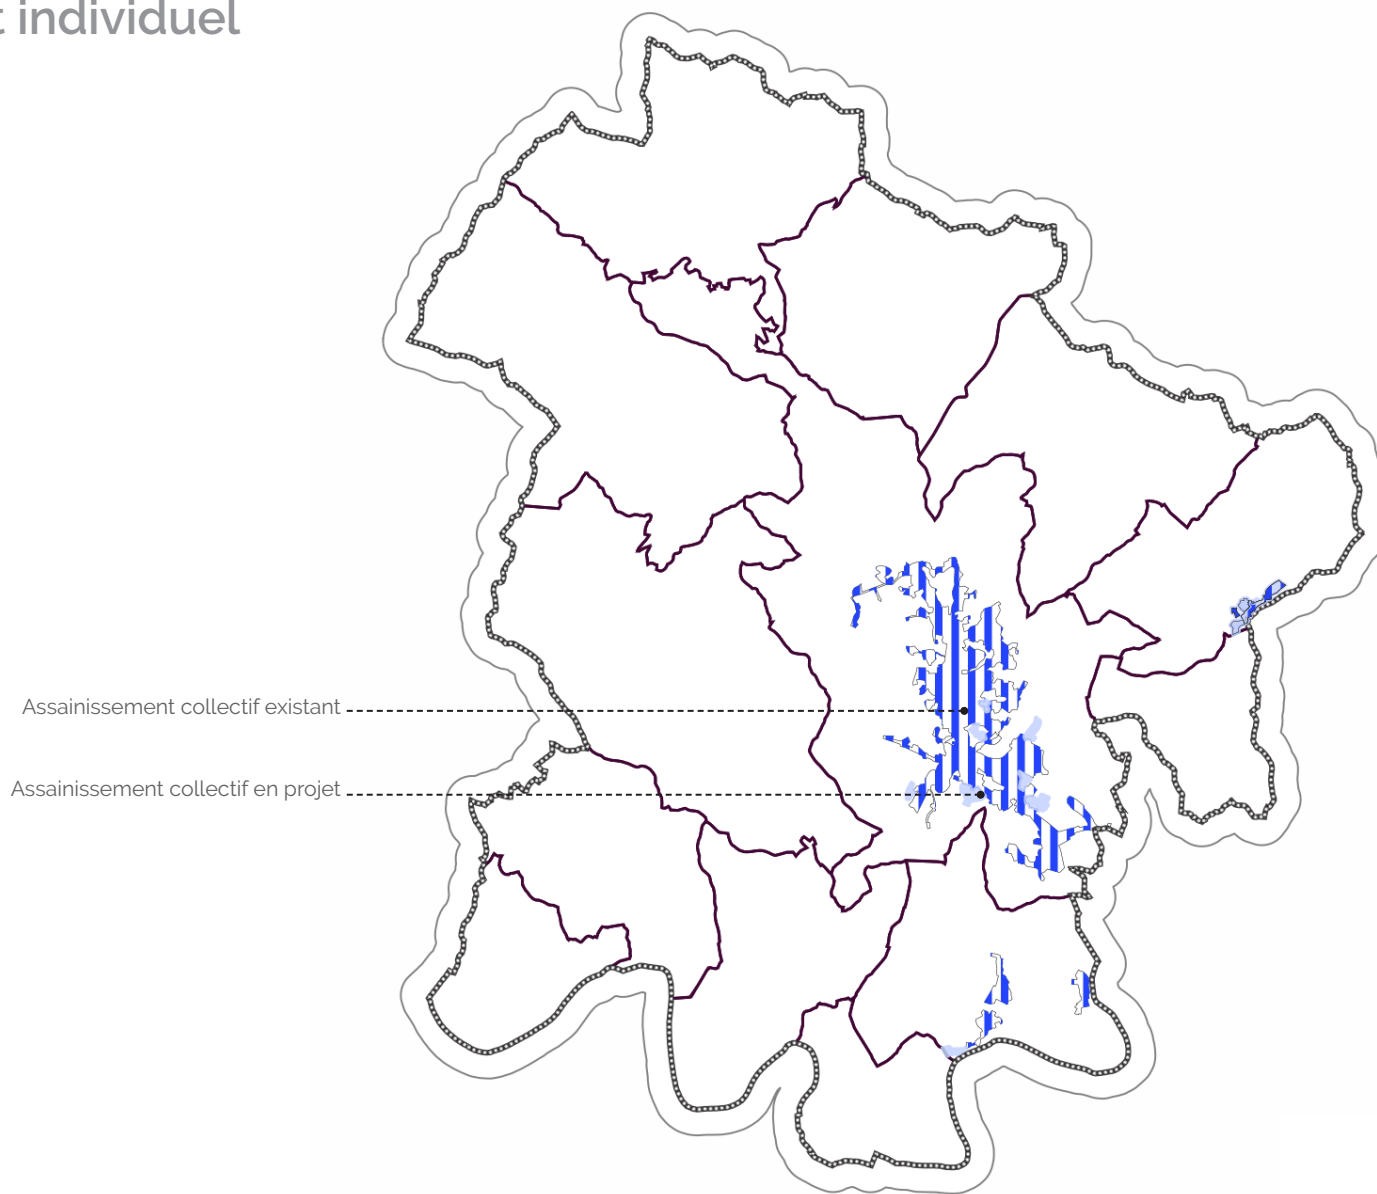 t individuel
Assainissement collectif existant
Assainissement collectif en projet